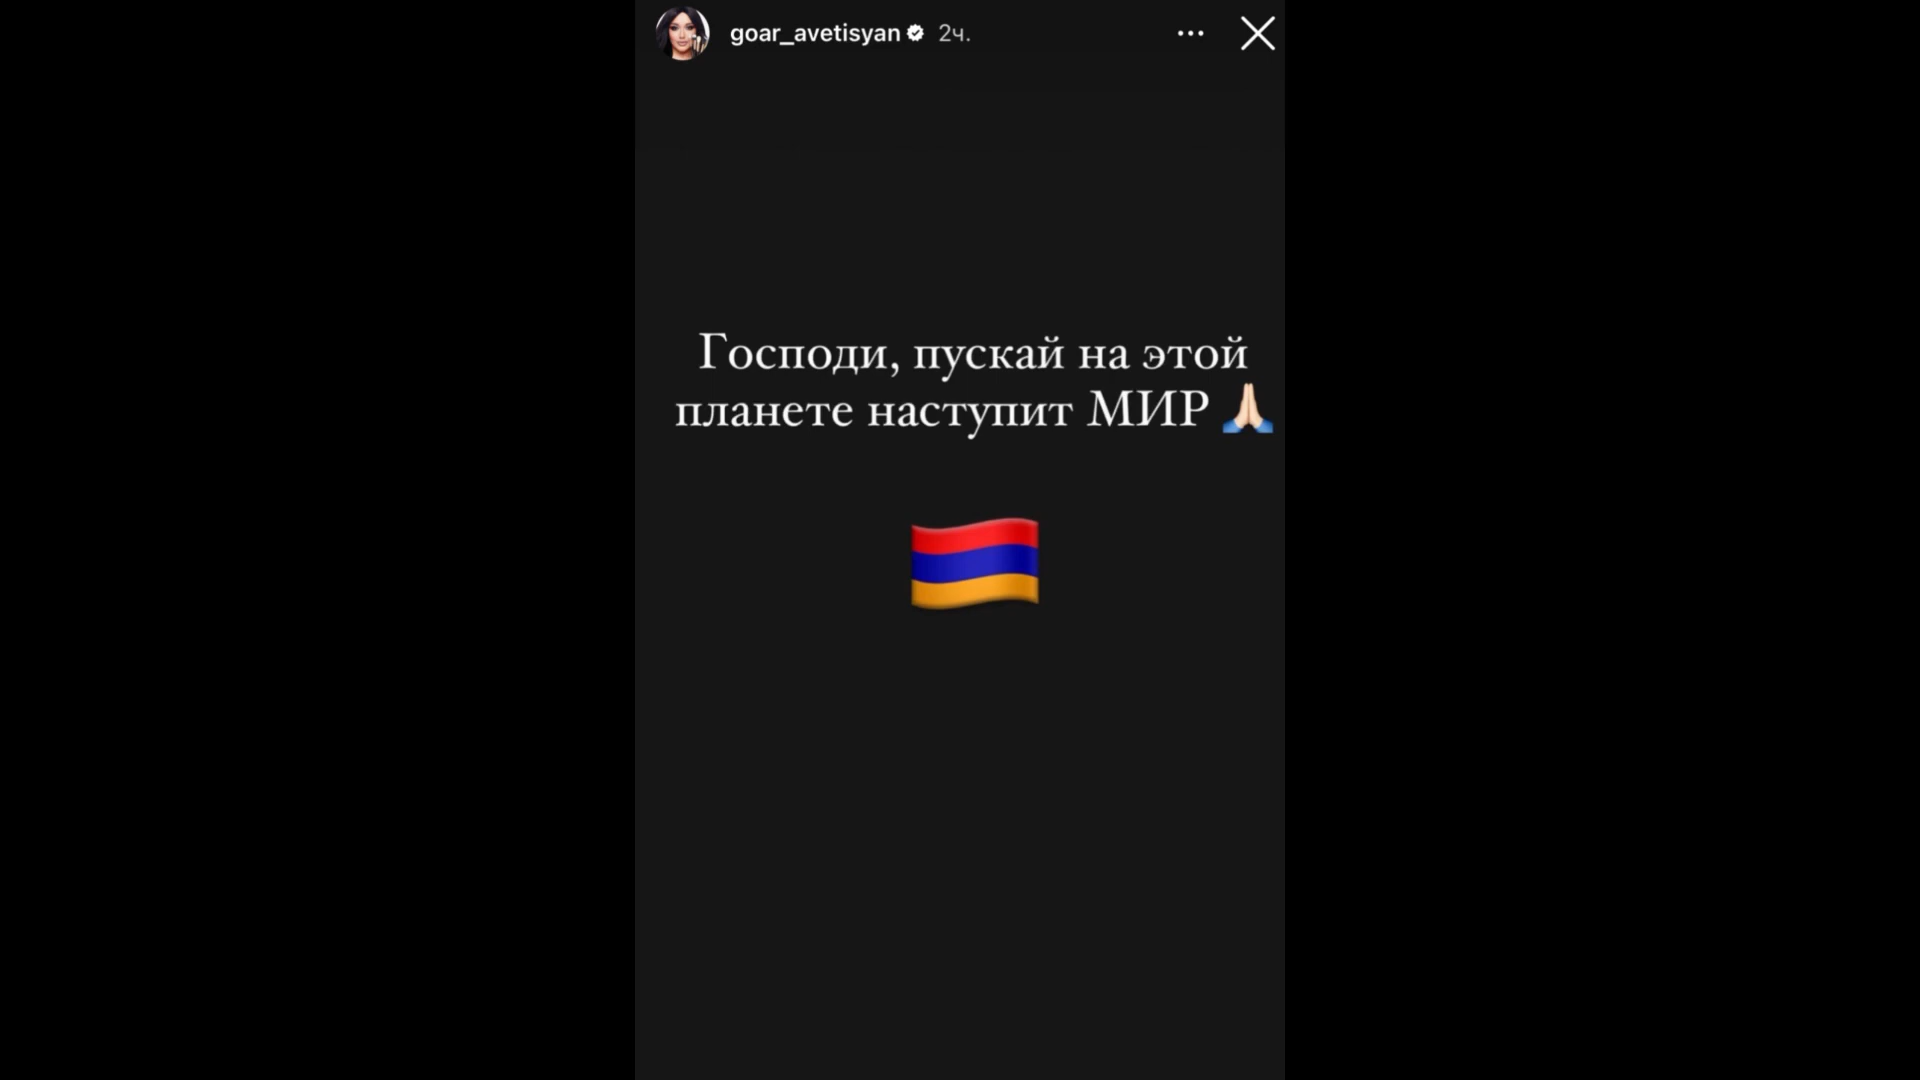 goar_avetisyan 2ч.
Господи, пускай на этой
планете наступит МИР